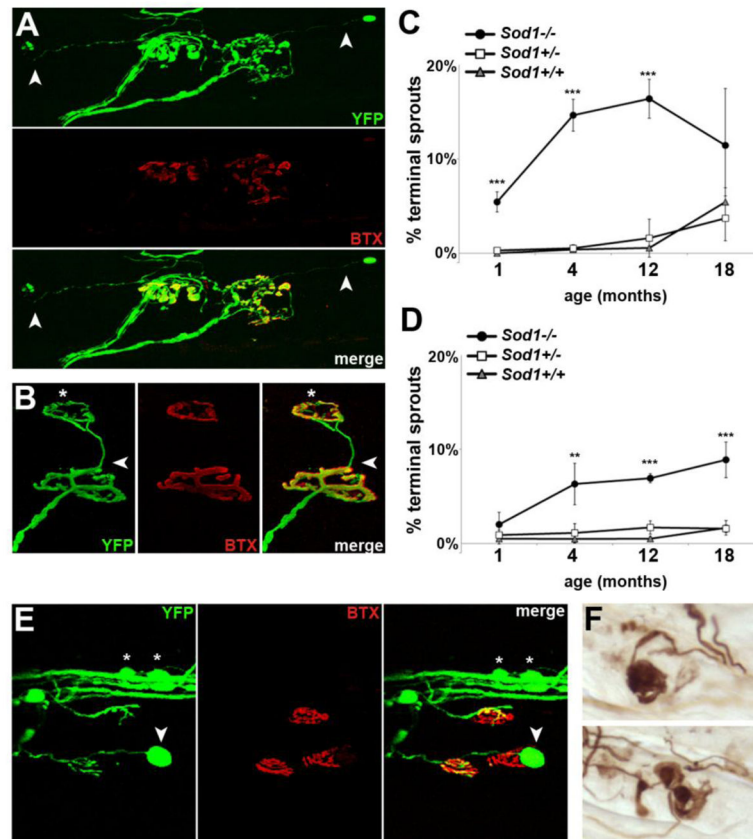 A
YFP
BTX
merge
B
*
*
YFP
BTX
merge
C
Sod1-/-
Sod1+/-
Sod1+/+
20%
10%
0%
% terminal sprouts
***
***
***
1 4 12 18
age (months)
D
Sod1-/-
Sod1+/-
Sod1+/+
20%
10%
0%
% terminal sprouts
**
***
***
1 4 12 18
age (months)
E
YFP
BTX
merge
* *
* *
F